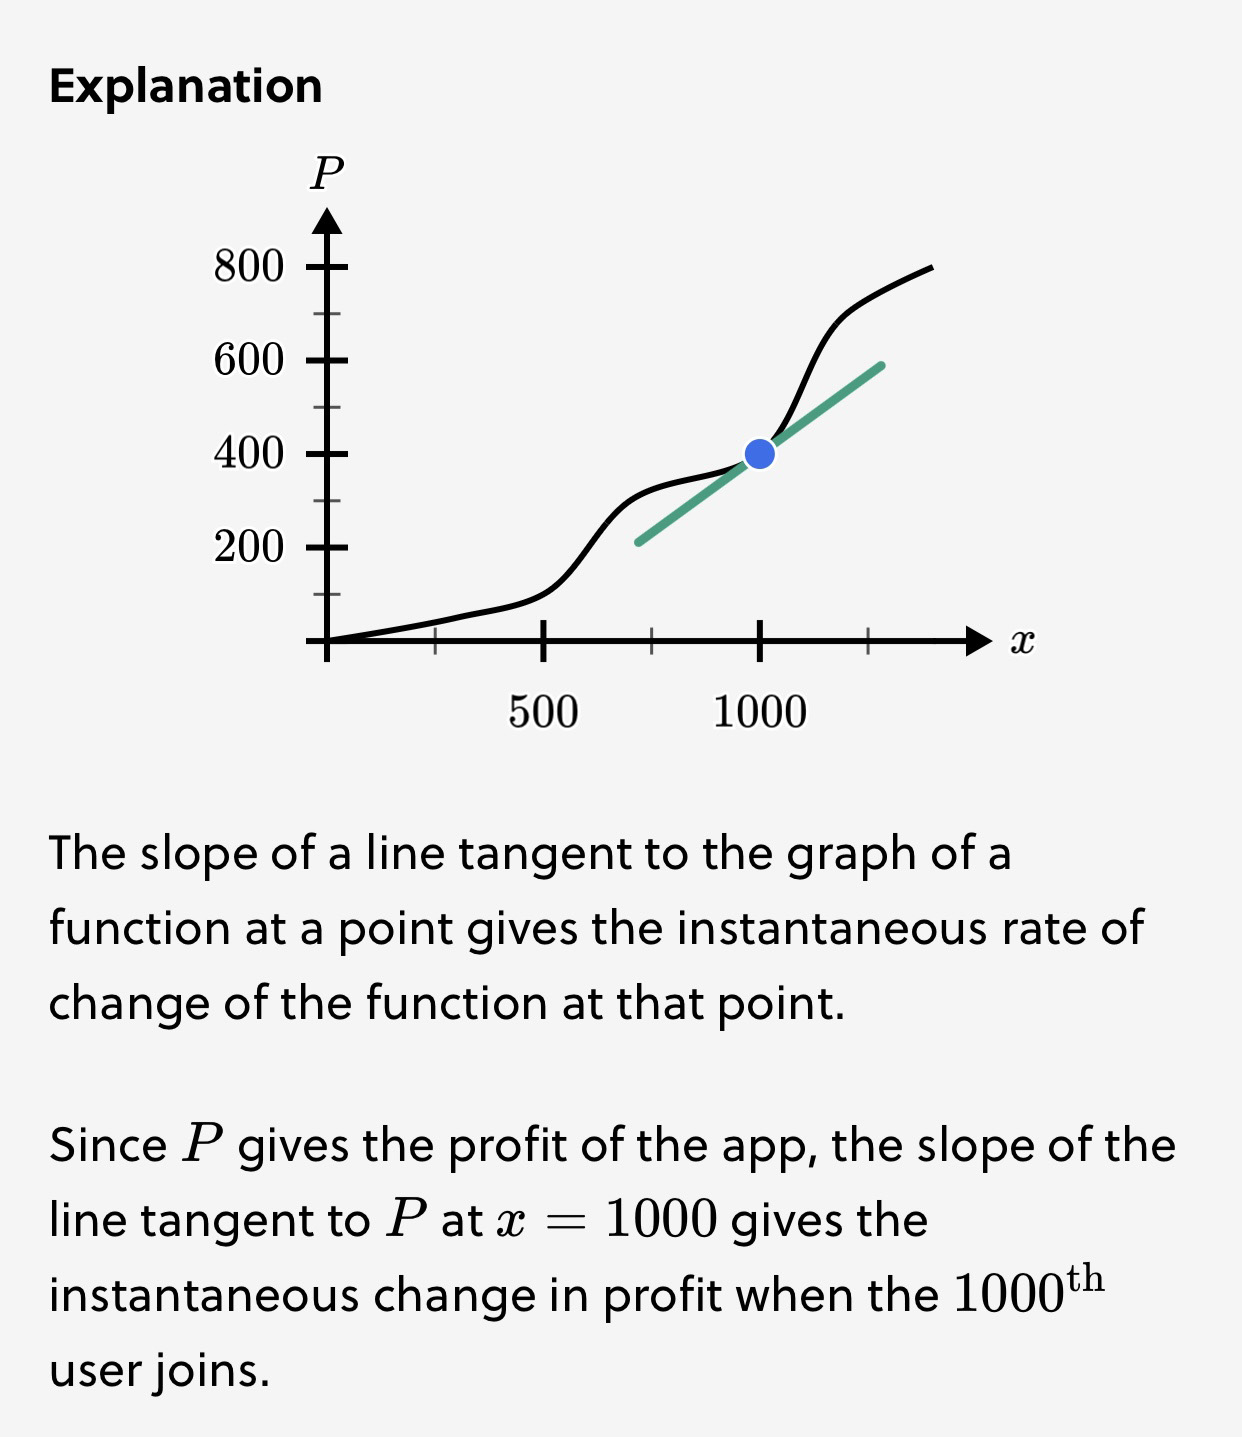 Explanation
P
800
600
400
200
x
500 1000
The slope of a line tangent to the graph of a
function at a point gives the instantaneous rate of
change of the function at that point.
Since P gives the profit of the app, the slope of the
line tangent to P at x = 1000 gives the
instantaneous change in profit when the 1000th
user joins.